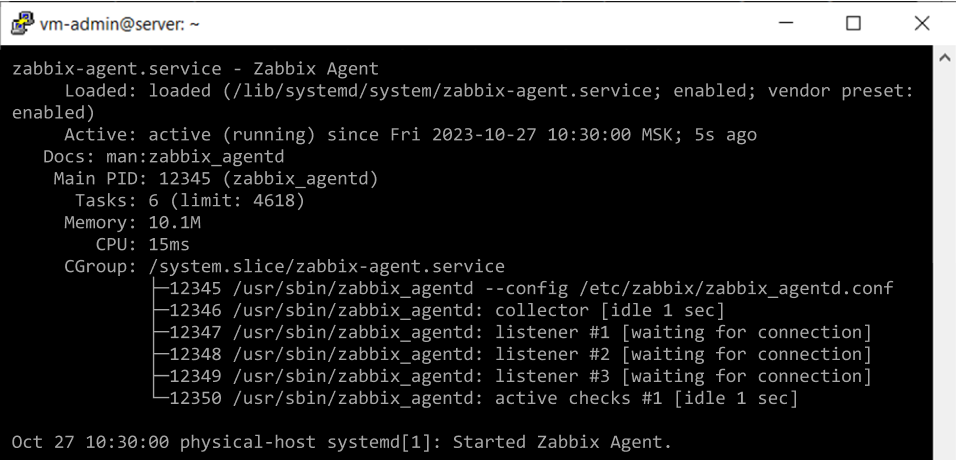 vm-admin@server: ~
zabbix-agent.service - Zabbix Agent
     Loaded: loaded (/lib/systemd/system/zabbix-agent.service; enabled; vendor preset:
enabled)
     Active: active (running) since Fri 2023-10-27 10:30:00 MSK; 5s ago
   Docs: man:zabbix_agentd
    Main PID: 12345 (zabbix_agentd)
      Tasks: 6 (limit: 4618)
     Memory: 10.1M
        CPU: 15ms
     CGroup: /system.slice/zabbix-agent.service
             ├─12345 /usr/sbin/zabbix_agentd --config /etc/zabbix/zabbix_agentd.conf
             ├─12346 /usr/sbin/zabbix_agentd: collector [idle 1 sec]
             ├─12347 /usr/sbin/zabbix_agentd: listener #1 [waiting for connection]
             ├─12348 /usr/sbin/zabbix_agentd: listener #2 [waiting for connection]
             ├─12349 /usr/sbin/zabbix_agentd: listener #3 [waiting for connection]
             └─12350 /usr/sbin/zabbix_agentd: active checks #1 [idle 1 sec]
Oct 27 10:30:00 physical-host systemd[1]: Started Zabbix Agent.